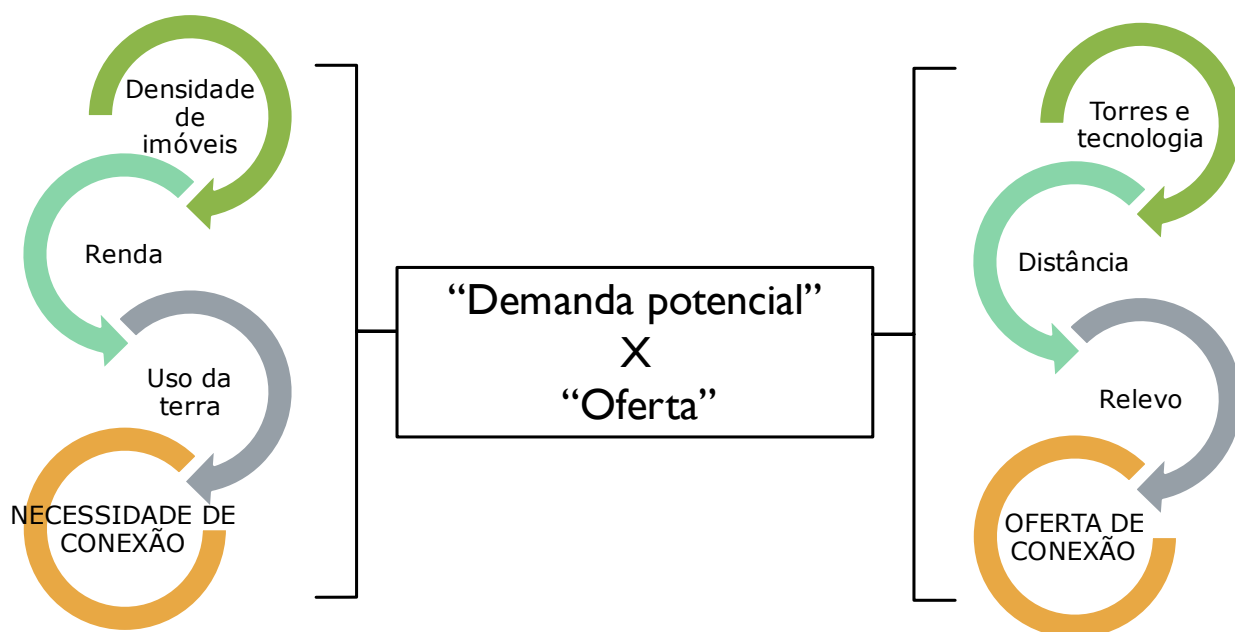 Densidade
de
imóveis
Renda
Uso da
terra
NECESSIDADE DE
CONEXÃO
“Demanda potencial”
X
“Oferta”
Torres e
tecnologia
Distância
Relevo
OFERTA DE
CONEXÃO